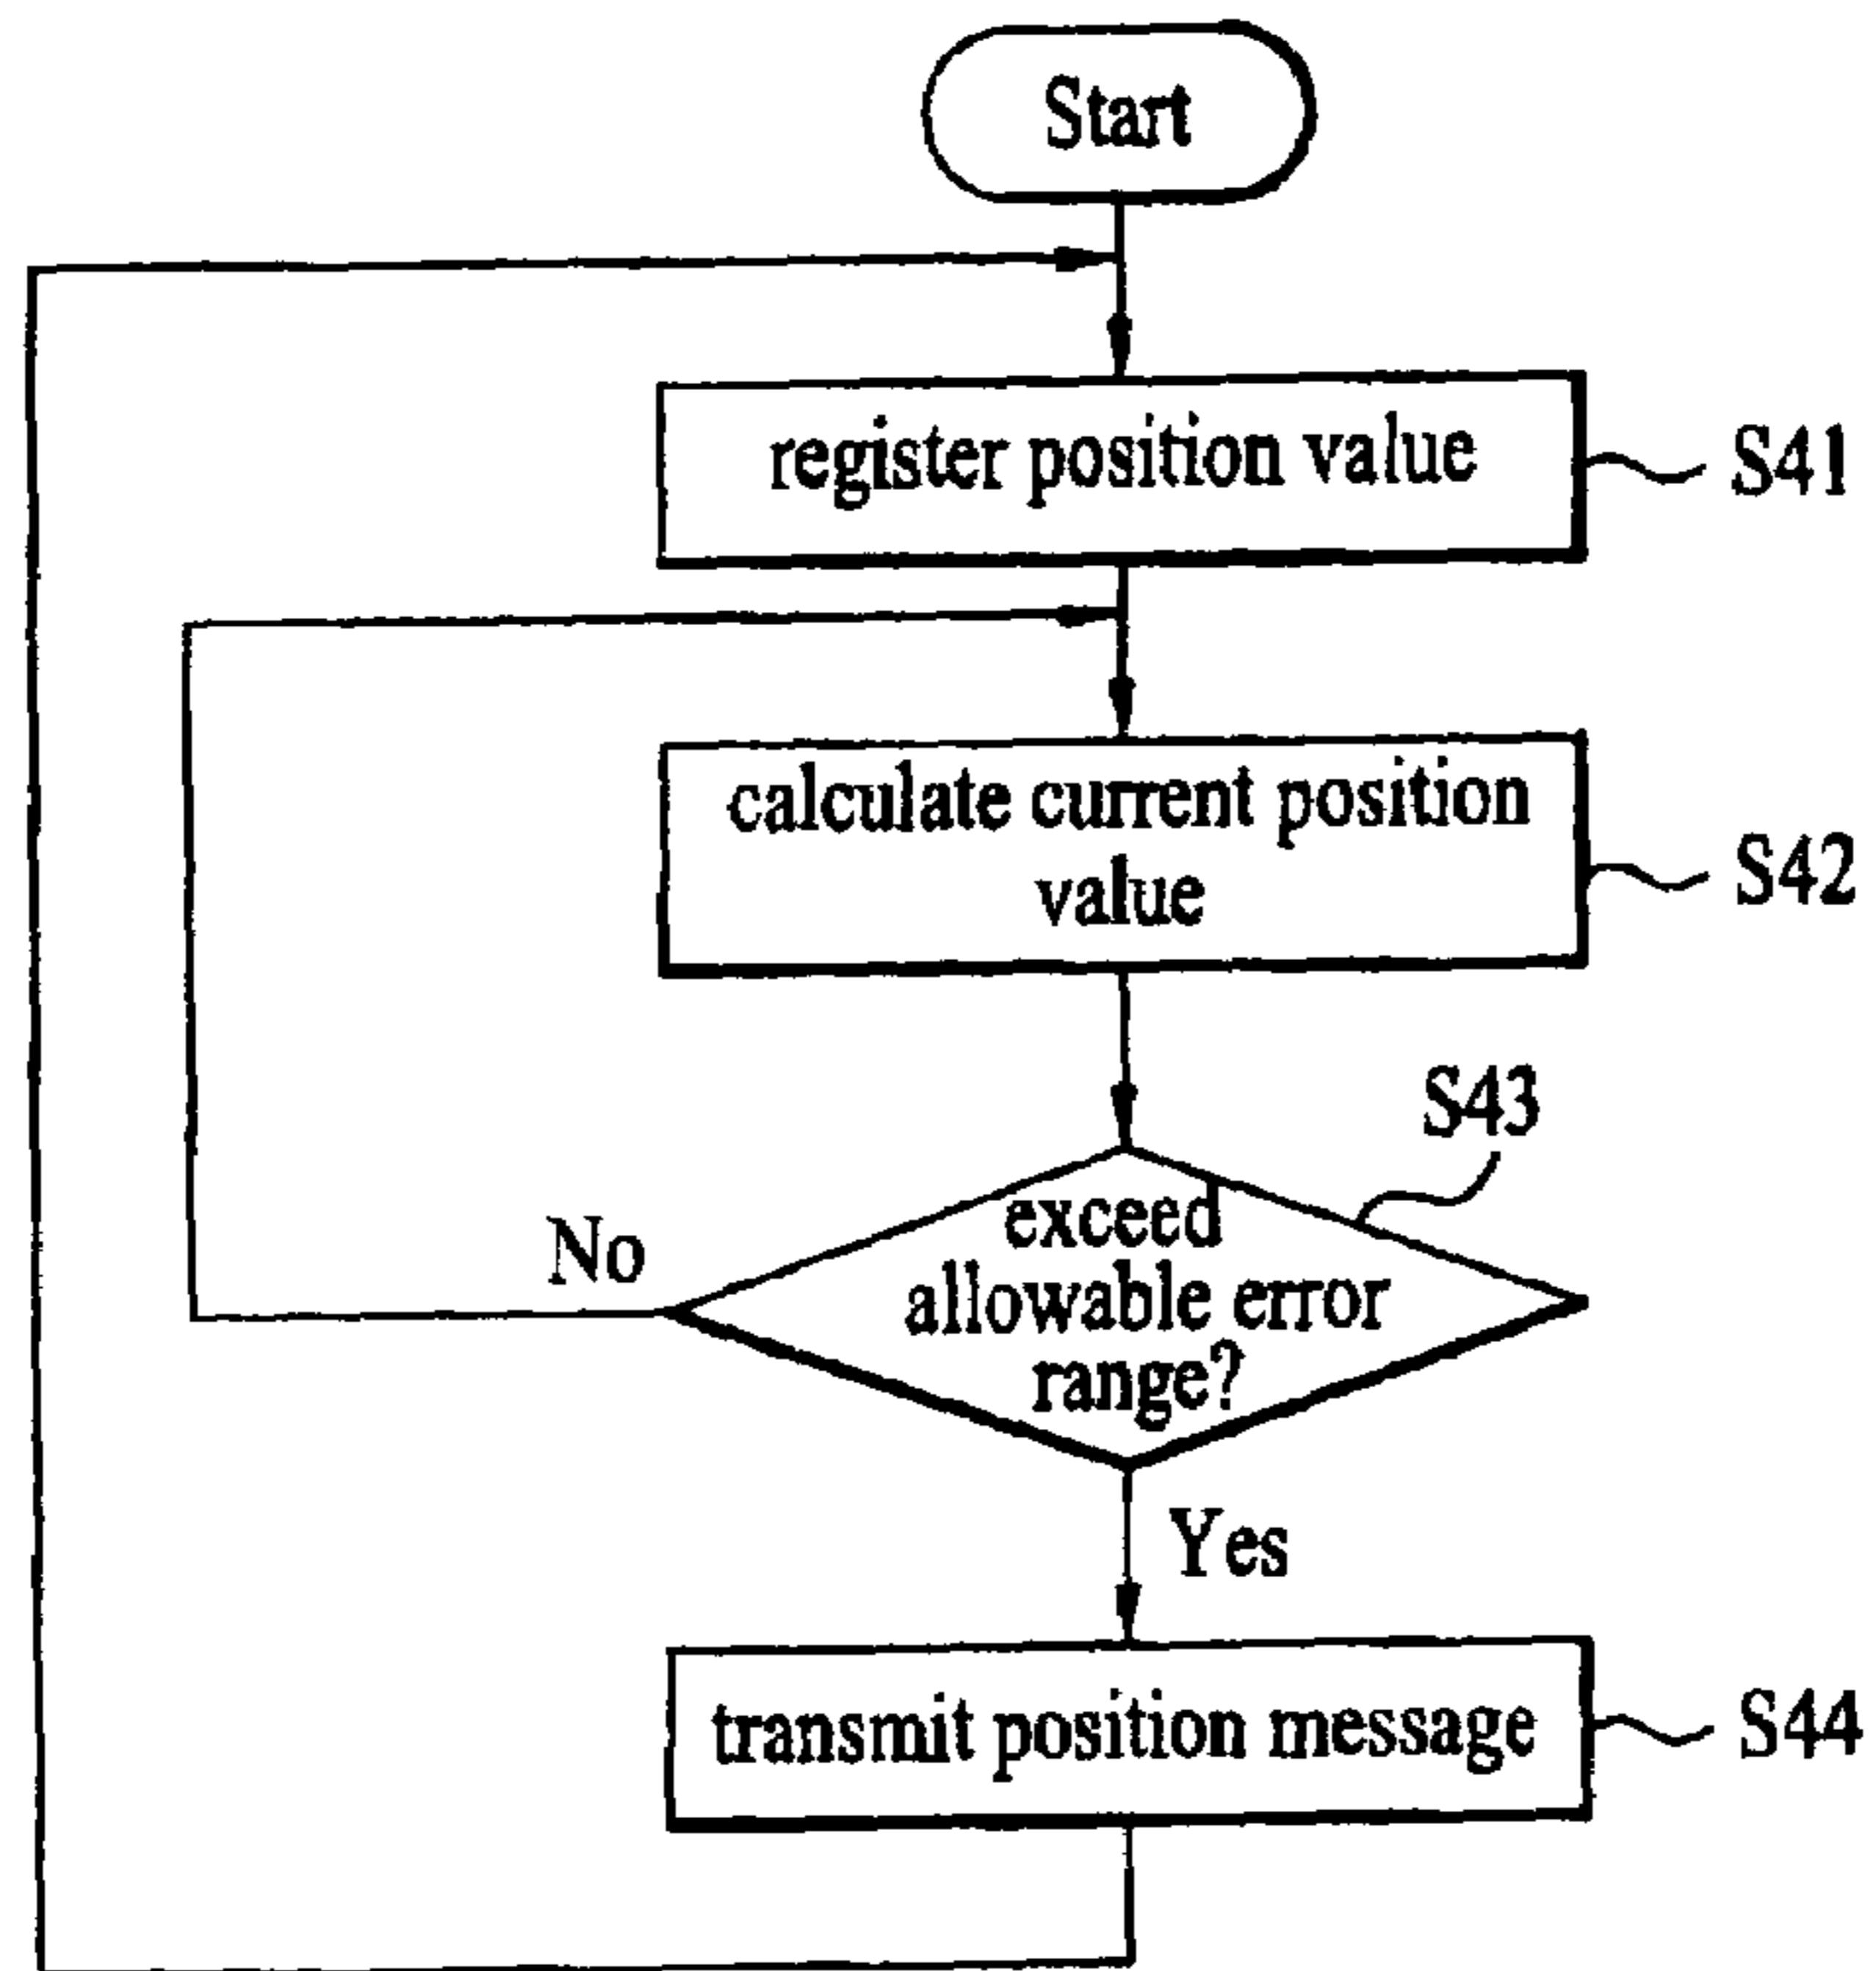 Start
register position value
S41
calculate current position
value
S42
S43
exceed
allowable error
range?
No
Yes
transmit position message
S44